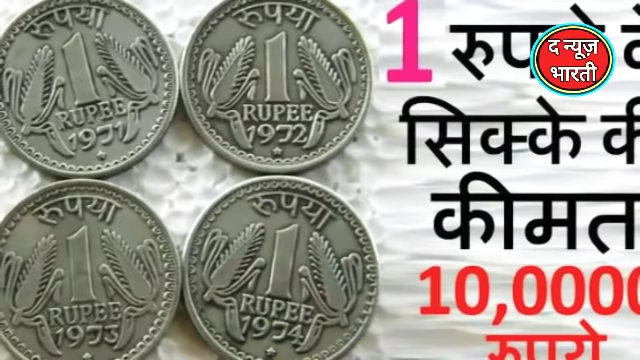 रुपया
1
RUPEE
1971
रुपया
1
RUPEE
1972
रुपया
1
RUPEE
1973
रुपया
1
RUPEE
1974
1 रुपये के
सिक्के की
कीमत
10,0000
रूपये
द न्यूज़
भारती